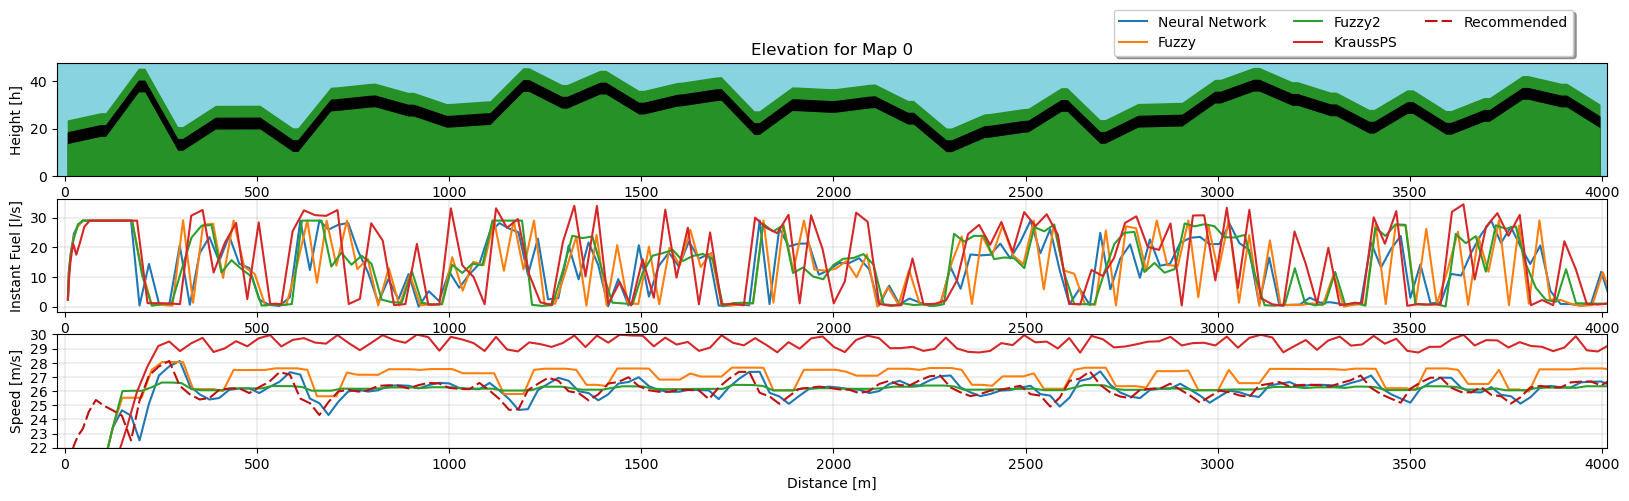 Neural Network Fuzzy2 Recommended
Fuzzy KraussPS
Elevation for Map 0
Height [h]
40
20
0
0 500 1000 1500 2000 2500 3000 3500 4000
Instant Fuel [l/s]
30
20
10
0
0 500 1000 1500 2000 2500 3000 3500 4000
Speed [m/s]
30
29
28
27
26
25
24
23
22
0 500 1000 1500 2000 2500 3000 3500 4000
Distance [m]